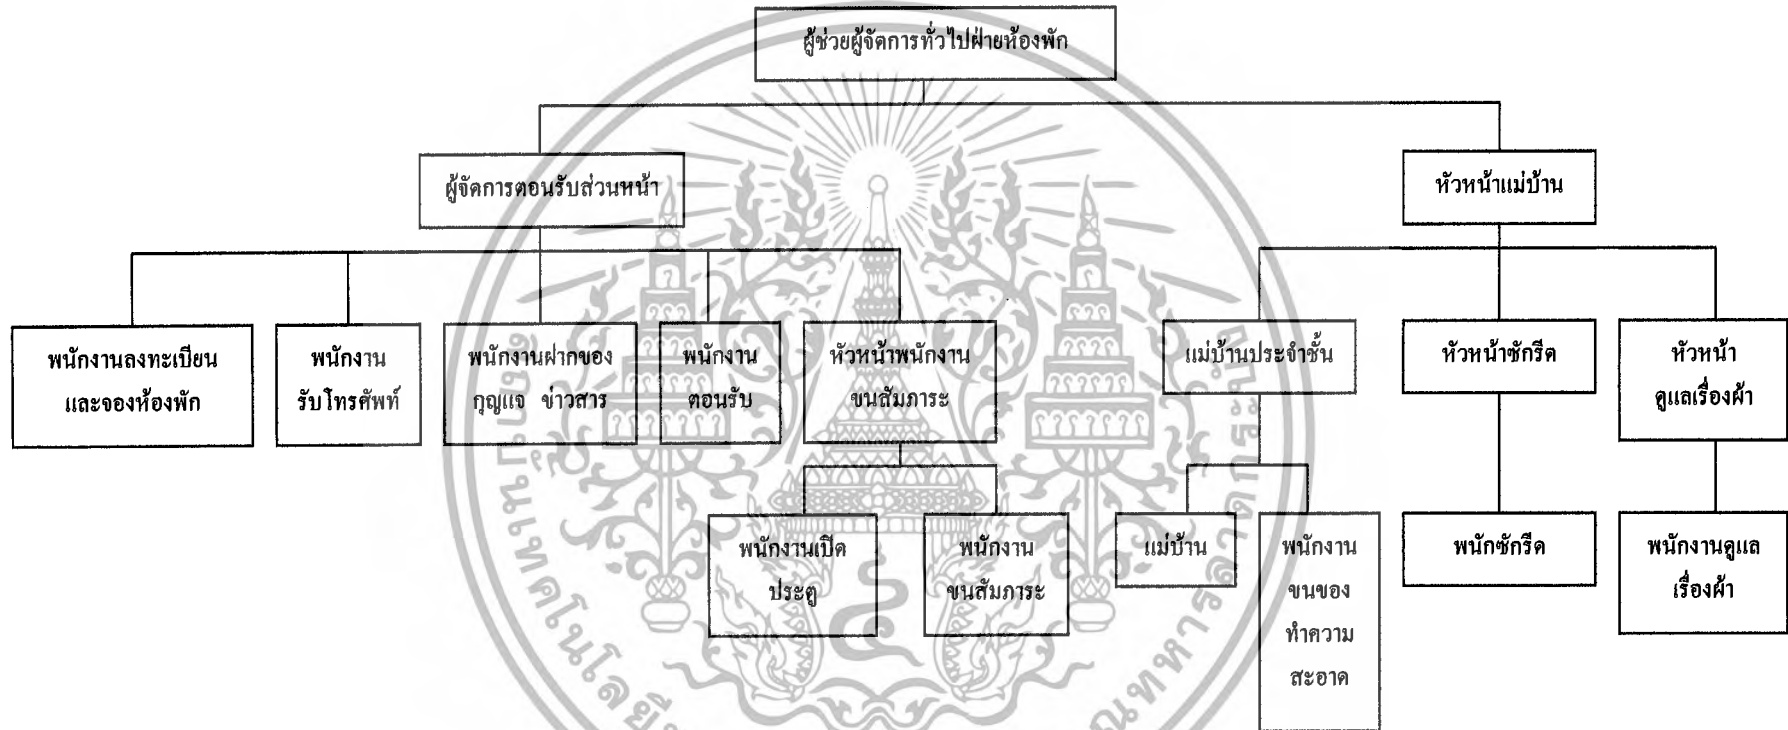 ผู้ช่วยผู้จัดการทั่วไปฝ่ายห้องพัก
ผู้จัดการตอนรับส่วนหน้า
หัวหน้าแม่บ้าน
พนักงานลงทะเบียน
และจองห้องพัก
พนักงาน
รับโทรศัพท์
พนักงานฝากของ
กุญแจ ข่าวสาร
พนักงาน
ตอนรับ
หัวหน้าพนักงาน
ขนสัมภาระ
แม่บ้านประจำชั้น
หัวหน้าซักรีด
หัวหน้า
ดูแลเรื่องผ้า
พนักงานเปิด
ประตู
พนักงาน
ขนสัมภาระ
แม่บ้าน
พนักงาน
ขนของ
ทำความ
สะอาด
พนักซักรีด
พนักงานดูแล
เรื่องผ้า